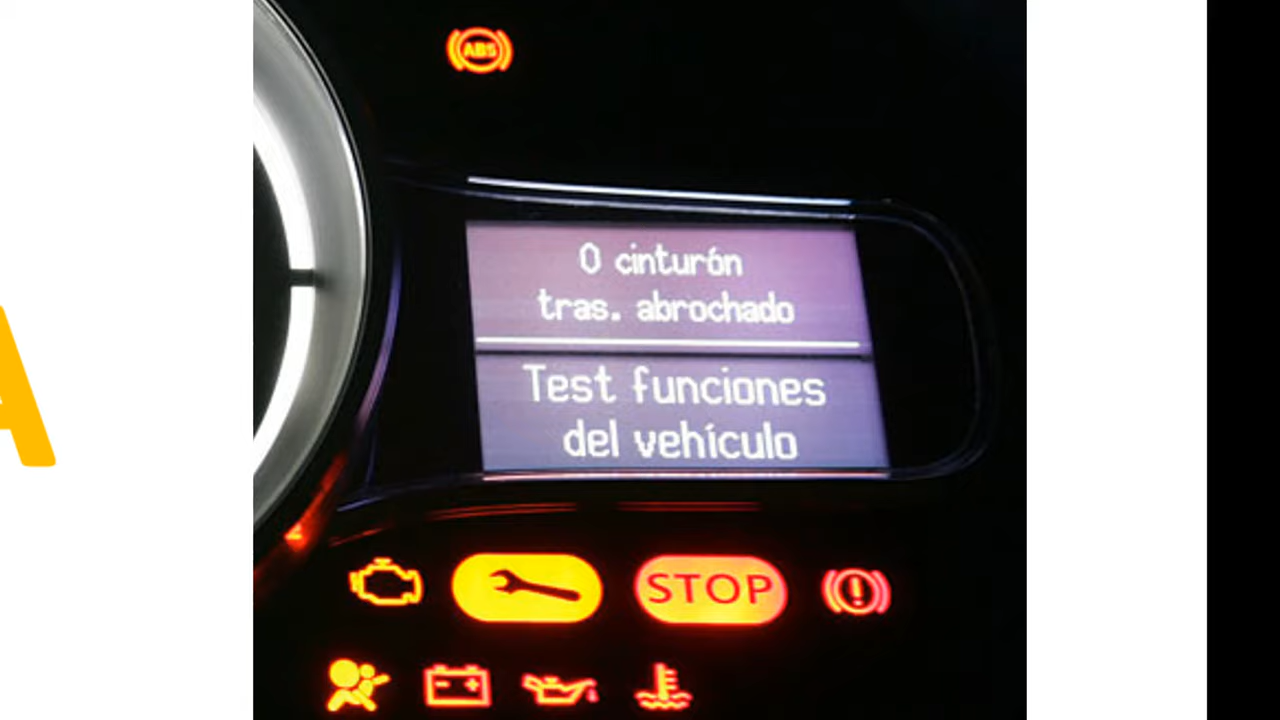 A
ABS
0 cinturón
tras. abrochado
Test funciones
del vehículo
STOP